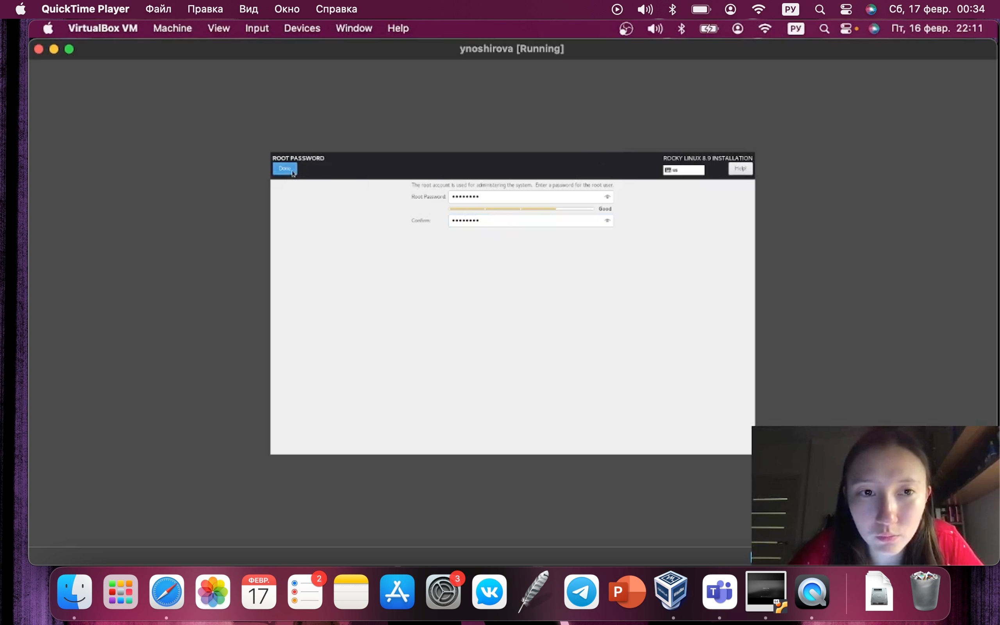 QuickTime Player Файл Правка Вид Окно Справка РУ Сб, 17 февр. 00:34
VirtualBox VM Machine View Input Devices Window Help РУ Пт, 16 февр. 22:11
ynoshirova [Running]
ROOT PASSWORD ROCKY LINUX 8.9 INSTALLATION
Done us Help!
The root account is used for administering the system. Enter a password for the root user.
Root Password: ••••••••
Good
Confirm: ••••••••
ФЕВР. 2 3
17 P T